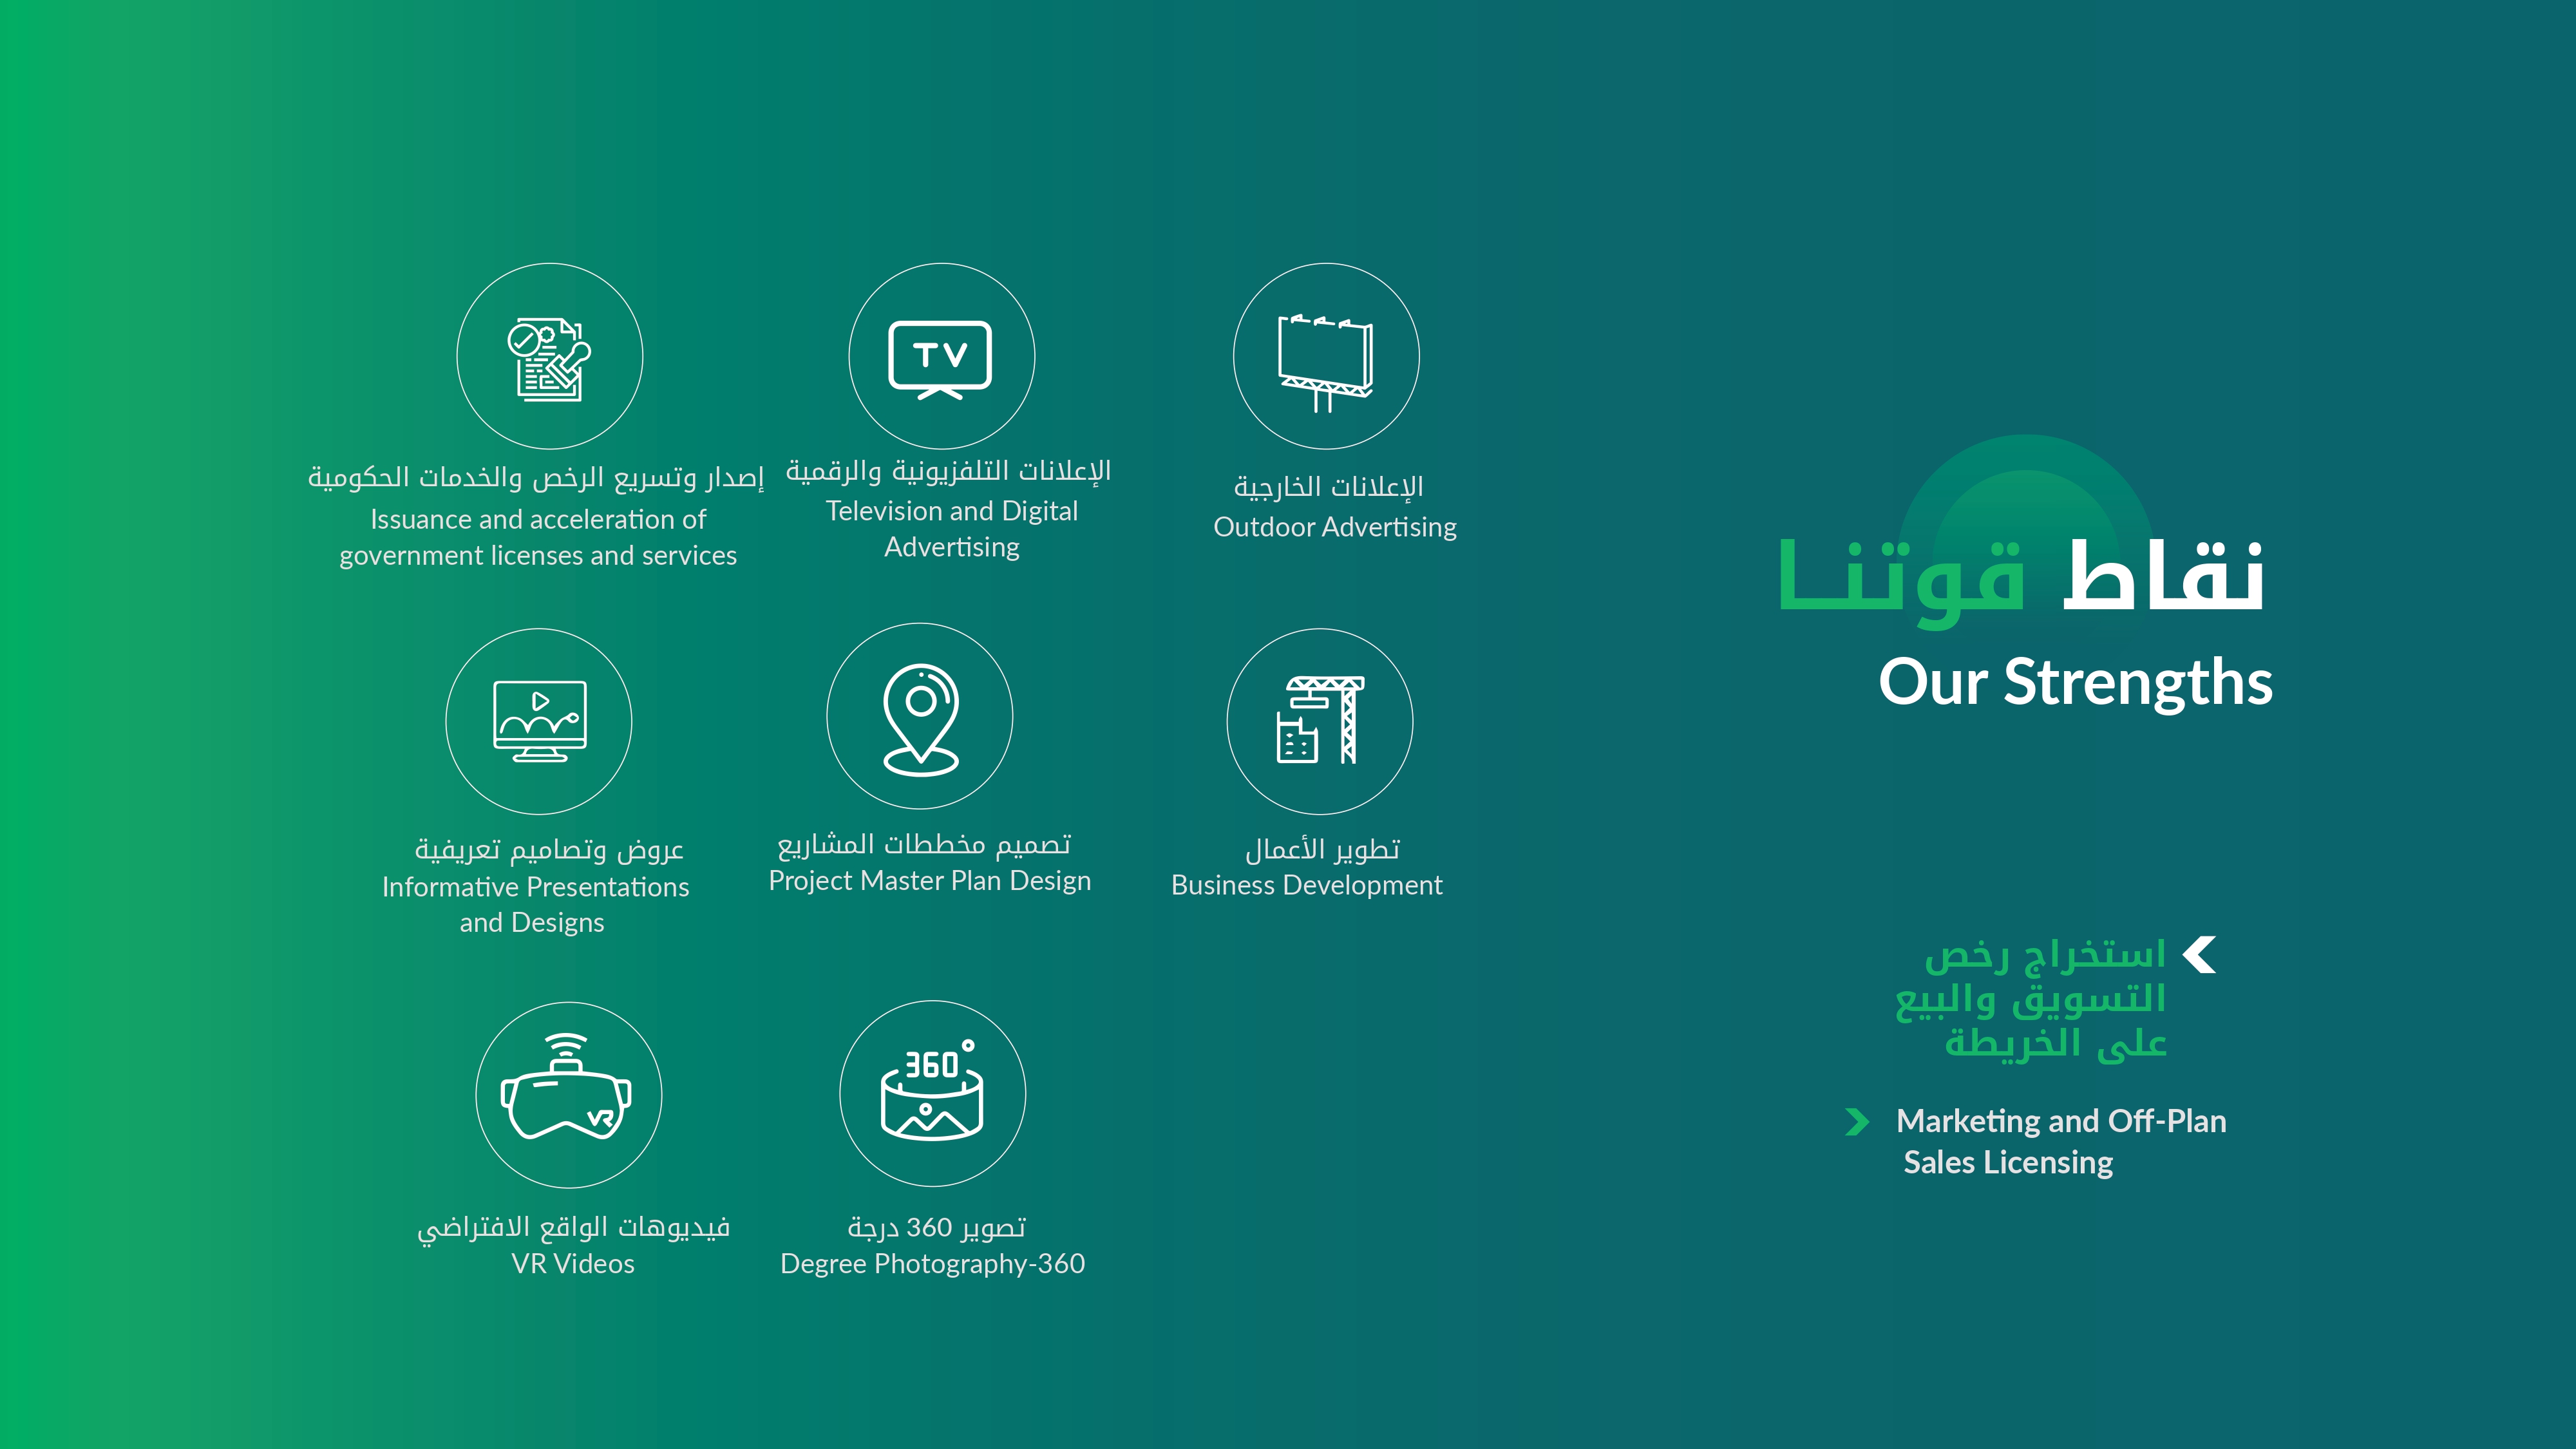 نقاط قوتنا
Our Strengths
استخراج رخص
التسويق والبيع
على الخريطة
Marketing and Off-Plan
Sales Licensing
الإعلانات الخارجية
Outdoor Advertising
TV
الإعلانات التلفزيونية والرقمية
Television and Digital
Advertising
إصدار وتسريع الرخص والخدمات الحكومية
Issuance and acceleration of
government licenses and services
تطوير الأعمال
Business Development
تصميم مخططات المشاريع
Project Master Plan Design
عروض وتصاميم تعريفية
Informative Presentations
and Designs
360°
تصوير 360 درجة
Degree Photography-360
VR
فيديوهات الواقع الافتراضي
VR Videos